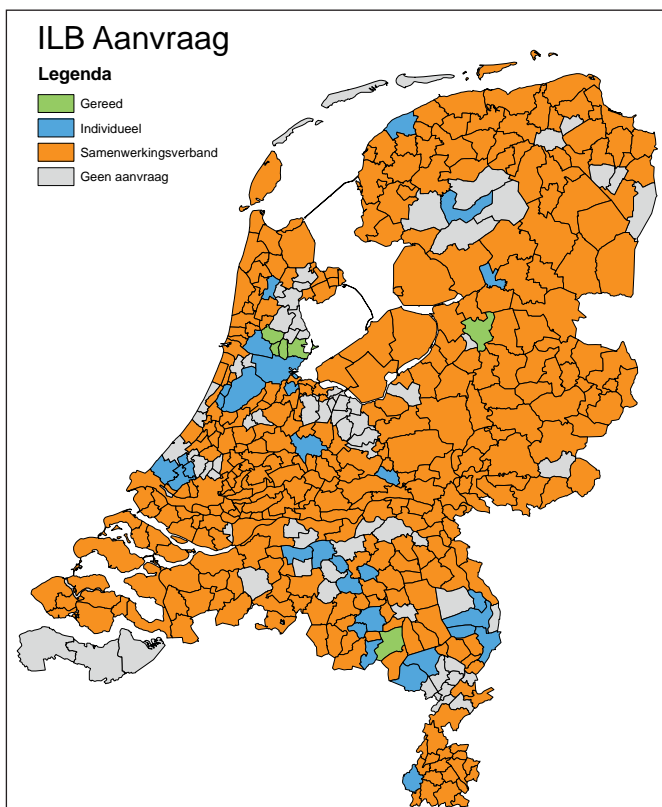 ILB Aanvraag
Legenda
Gereed
Individueel
Samenwerkingsverband
Geen aanvraag